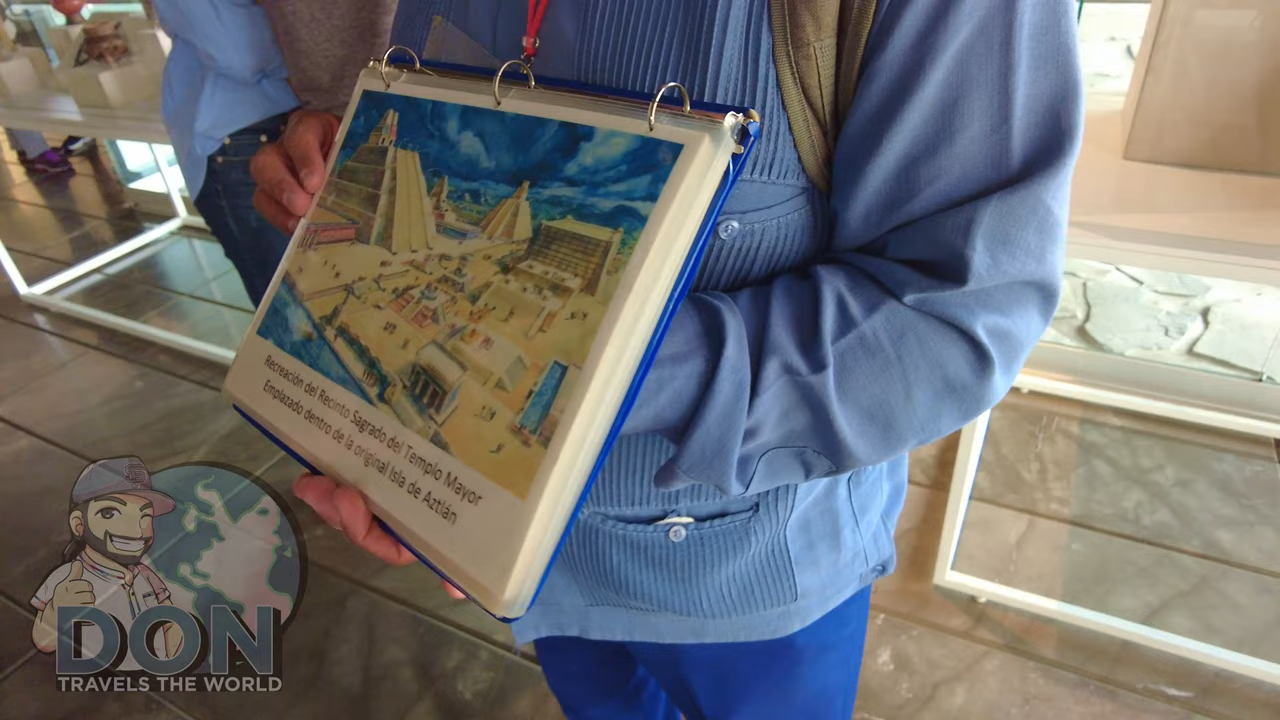 Recreación del Recinto Sagrado del Templo Mayor
Emplazado dentro de la original Isla de Aztlán
DON
TRAVELS THE WORLD